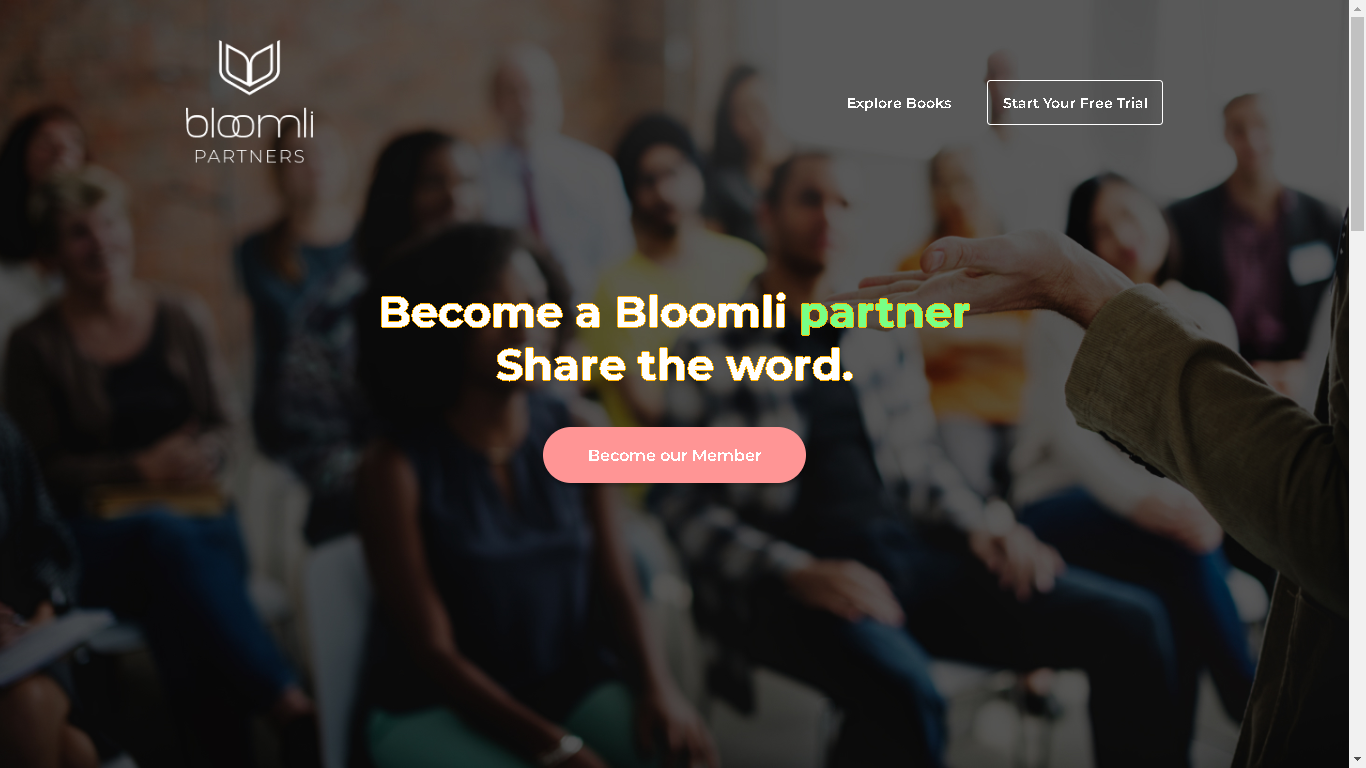 bloomli
PARTNERS
Explore Books
Start Your Free Trial
Become a Bloomli partner
Share the word.
Become our Member